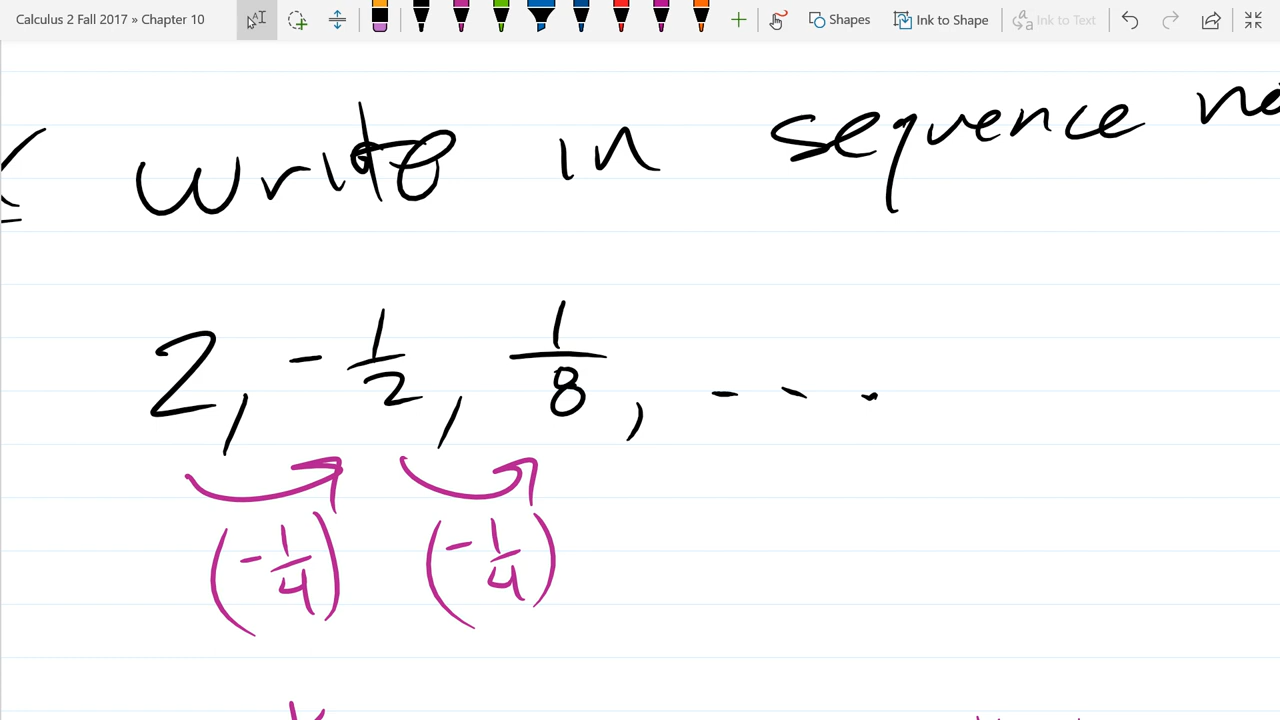 Calculus 2 Fall 2017 » Chapter 10 Shapes Ink to Shape Ink to Text
Write in sequence
2, -1/2, 1/8, ...
(-1/4) (-1/4)